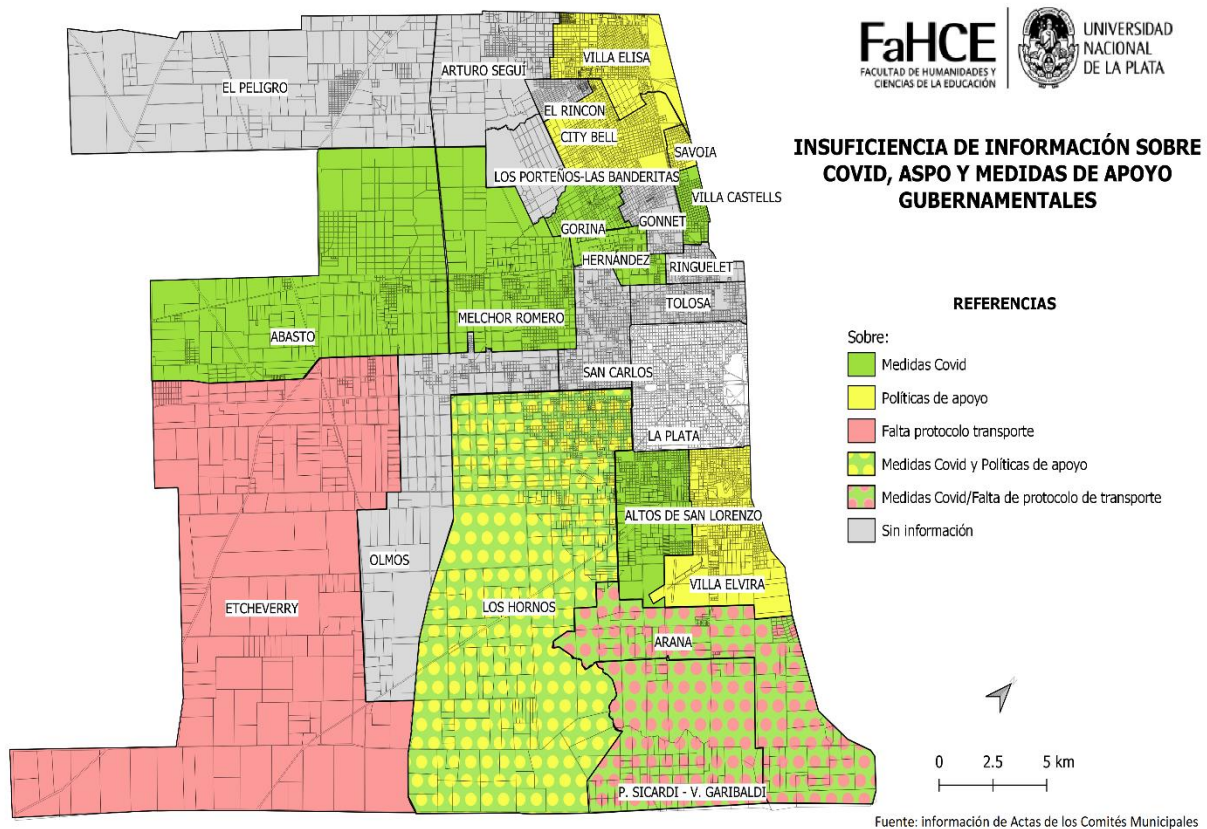 FaHCE
FACULTAD DE HUMANIDADES Y
CIENCIAS DE LA EDUCACIÓN
UNIVERSIDAD
NACIONAL
DE LA PLATA
INSUFICIENCIA DE INFORMACIÓN SOBRE
COVID, ASPO Y MEDIDAS DE APOYO
GUBERNAMENTALES
REFERENCIAS
Sobre:
Medidas Covid
Políticas de apoyo
Falta protocolo transporte
Medidas Covid y Políticas de apoyo
Medidas Covid/Falta de protocolo de transporte
Sin información
VILLA ELISA
ARTURO SEGUÍ
EL PELIGRO
EL RINCON
CITY BELL
SAVOIA
LOS PORTEÑOS-LAS BANDERITAS
VILLA CASTELLS
GONNET
GORINA
HERNÁNDEZ
RINGUELET
TOLOSA
MELCHOR ROMERO
ABASTO
SAN CARLOS
LA PLATA
ALTOS DE SAN LORENZO
OLMOS
VILLA ELVIRA
ETCHEVERRY
LOS HORNOS
ARANA
P. SICARDI - V. GARIBALDI
0 2.5 5 km
Fuente: información de Actas de los Comités Municipales